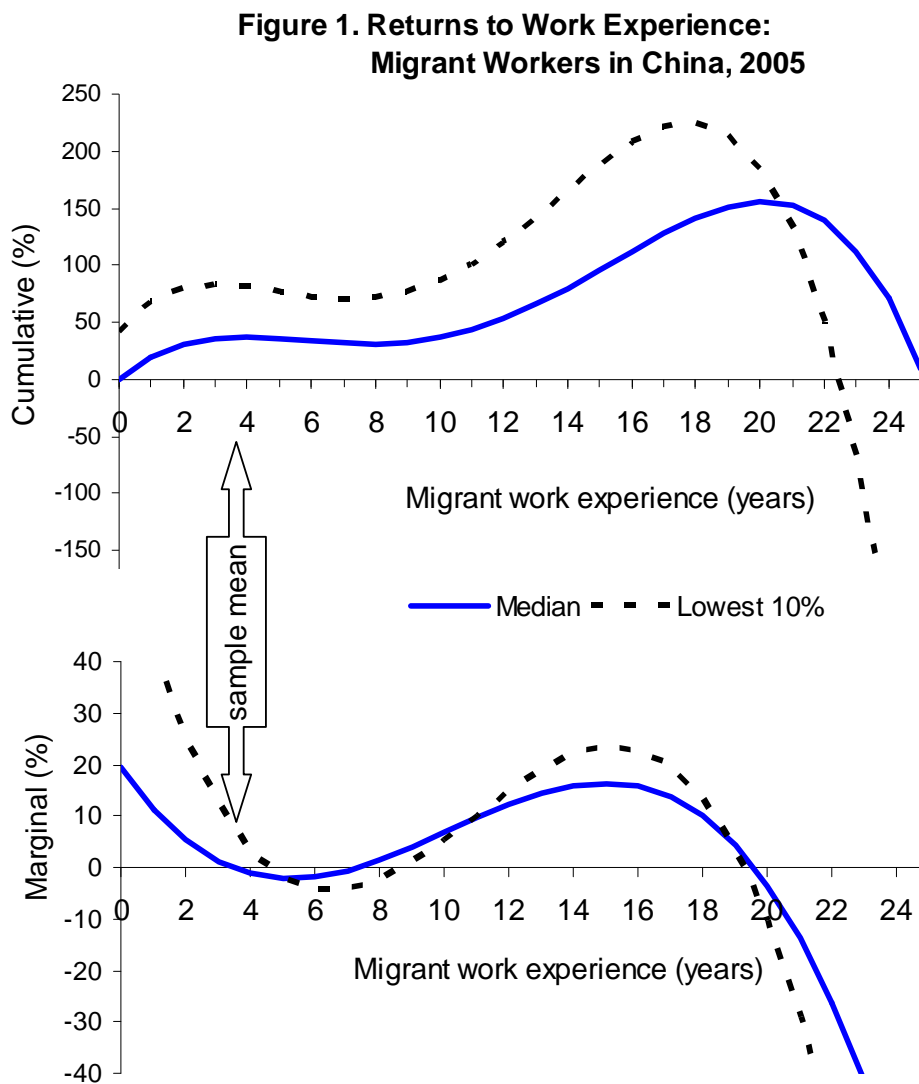 Figure 1. Returns to Work Experience:
Migrant Workers in China, 2005
250
200
150
100
50
0
-50
-100
-150
Cumulative (%)
0 2 4 6 8 10 12 14 16 18 20 22 24
Migrant work experience (years)
sample mean
Median Lowest 10%
40
30
20
10
0
-10
-20
-30
-40
Marginal (%)
0 2 4 6 8 10 12 14 16 18 20 22 24
Migrant work experience (years)